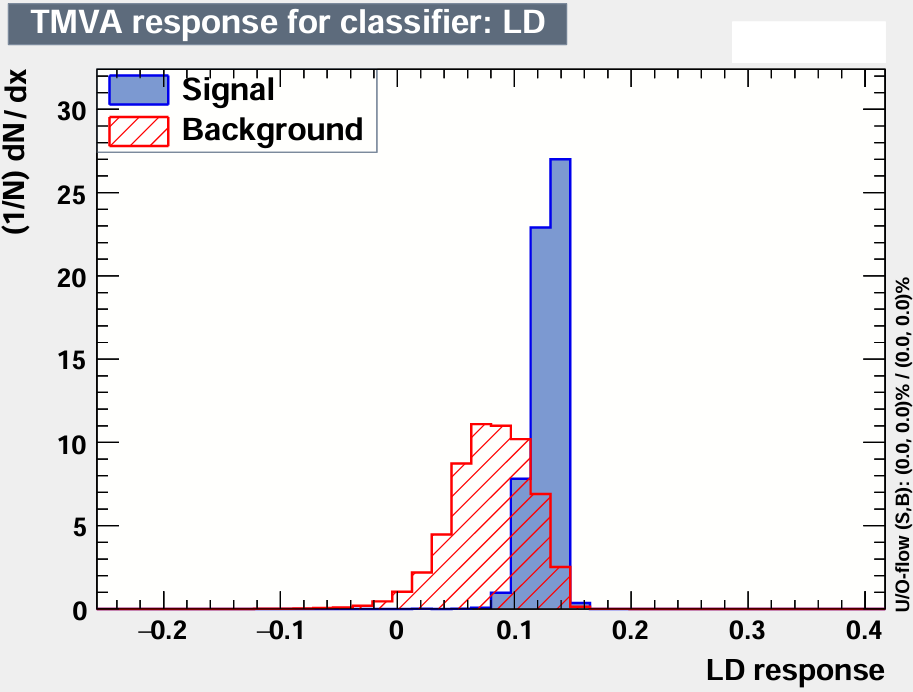 TMVA response for classifier: LD
(1/N) dN / dx
Signal
Background
30
25
20
15
10
5
0
−0.2 −0.1 0 0.1 0.2 0.3 0.4
LD response
U/O-flow (S,B): (0.0, 0.0)% / (0.0, 0.0)%